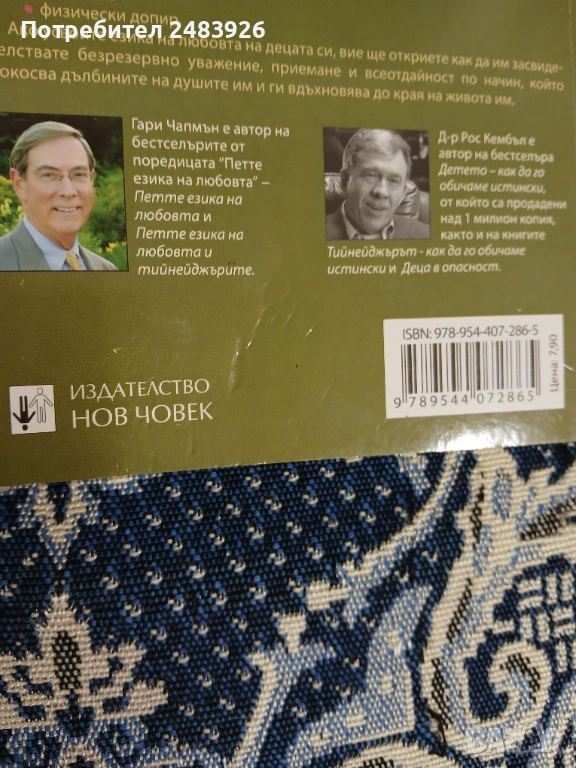 Потребител 2483926
• физически допир.
езика на любовта на децата си, вие ще откриете как да им засвиде-
телствате безрезервно уважение, приемане и всеотдайност по начин, който
докосва дълбините на душите им и ги вдъхновява до края на живота им.
Гари Чапмън е автор на
бестселърите от
поредицата "Петте
езика на любовта" –
Петте езика на
любовта и
Петте езика на
любовта и
тийнейджърите.
Д-р Рос Кембъл е
автор на бестселъра
Детето – как да го
обичаме истински,
от който са продадени
над 1 милион копия,
както и на книгите
Тийнейджърът - как да го обичаме
истински и Деца в опасност.
ISBN: 978-954-407-286-5
9 789544 072865
Цена: 7,90
ИЗДАТЕЛСТВО
НОВ ЧОВЕК